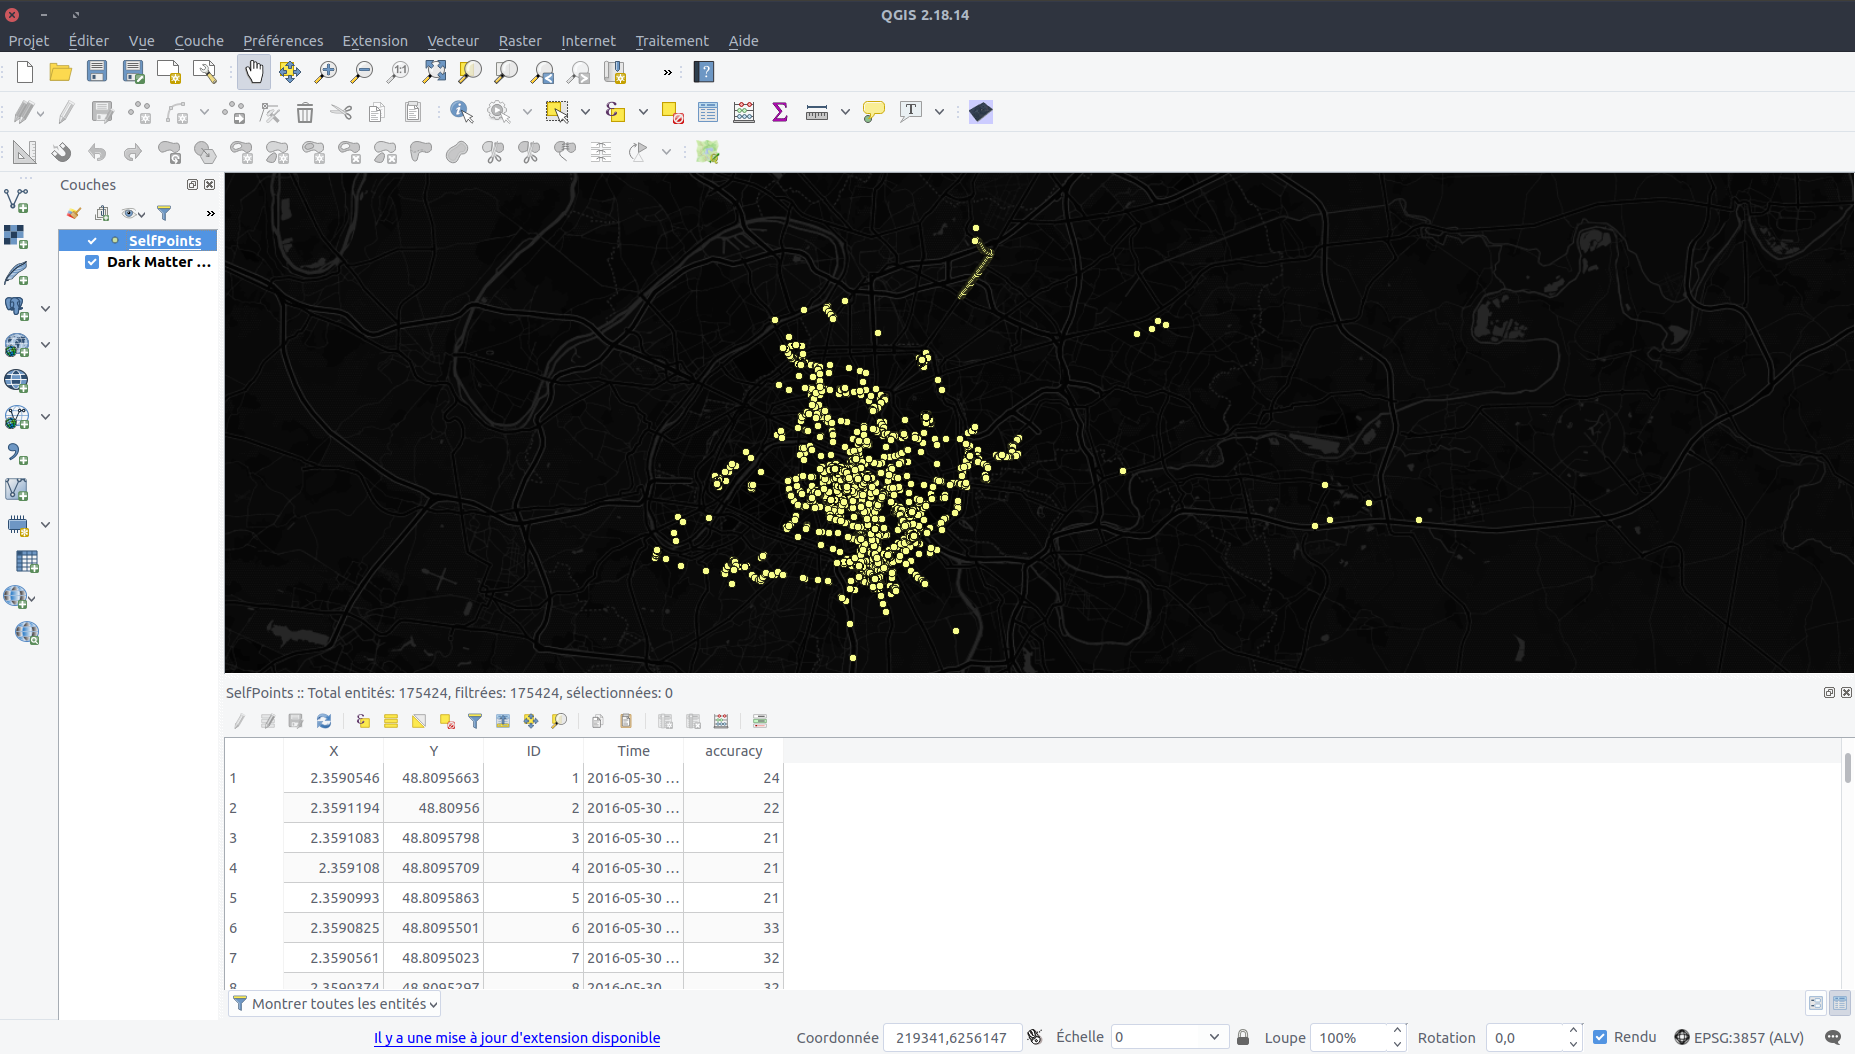 QGIS 2.18.14
Projet Éditer Vue Couche Préférences Extension Vecteur Raster Internet Traitement Aide
Couches
SelfPoints
Dark Matter ...
SelfPoints :: Total entités: 175424, filtrées: 175424, sélectionnées: 0
X Y ID Time accuracy
1 2.3590546 48.8095663 1 2016-05-30 ... 24
2 2.3591194 48.80956 2 2016-05-30 ... 22
3 2.3591083 48.8095798 3 2016-05-30 ... 21
4 2.359108 48.8095709 4 2016-05-30 ... 21
5 2.3590993 48.8095863 5 2016-05-30 ... 21
6 2.3590825 48.8095501 6 2016-05-30 ... 33
7 2.3590561 48.8095023 7 2016-05-30 ... 32
8 2.3590374 48.8095297 8 2016-05-30 32
Montrer toutes les entités
Il y a une mise à jour d'extension disponible Coordonnée 219341,6256147 Échelle 0 Loupe 100% Rotation 0,0 Rendu EPSG:3857 (ALV)